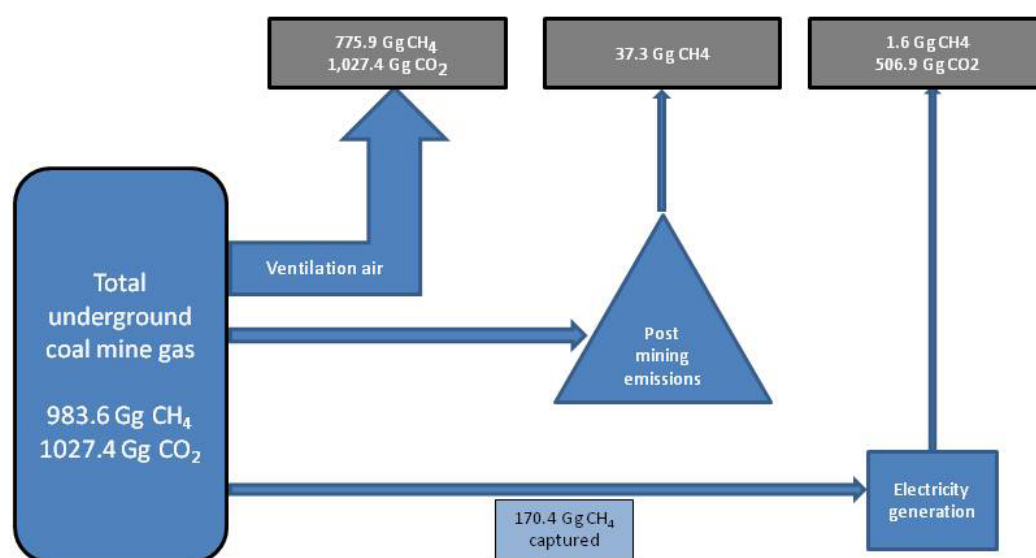 775.9 Gg CH₄
1,027.4 Gg CO₂
37.3 Gg CH4
1.6 Gg CH4
506.9 Gg CO2
Ventilation air
Total
underground
coal mine gas
983.6 Gg CH₄
1027.4 Gg CO₂
Post
mining
emissions
170.4 Gg CH₄
captured
Electricity
generation